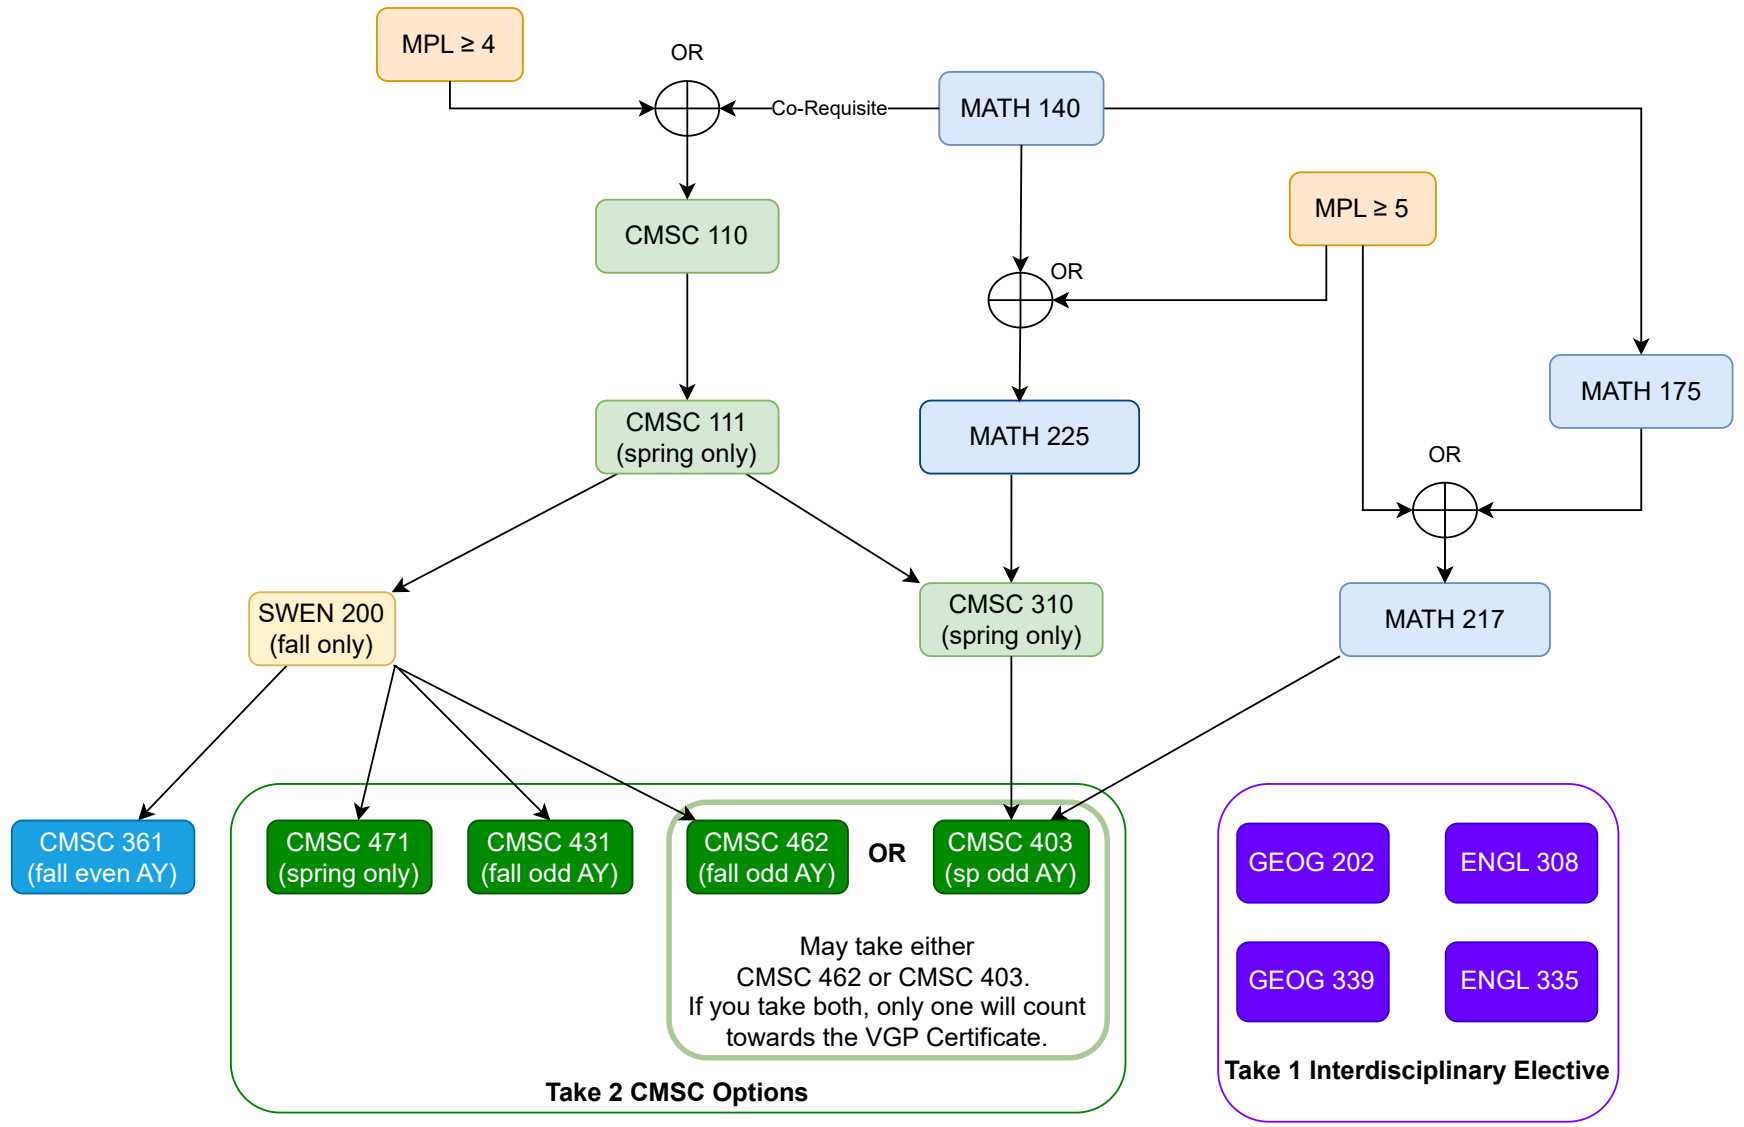 MPL ≥ 4
OR
Co-Requisite
MATH 140
MPL ≥ 5
CMSC 110
OR
MATH 175
CMSC 111
(spring only)
MATH 225
OR
SWEN 200
(fall only)
CMSC 310
(spring only)
MATH 217
CMSC 361
(fall even AY)
CMSC 471
(spring only)
CMSC 431
(fall odd AY)
CMSC 462
(fall odd AY)
OR
CMSC 403
(sp odd AY)
May take either
CMSC 462 or CMSC 403.
If you take both, only one will count
towards the VGP Certificate.
Take 2 CMSC Options
GEOG 202
ENGL 308
GEOG 339
ENGL 335
Take 1 Interdisciplinary Elective